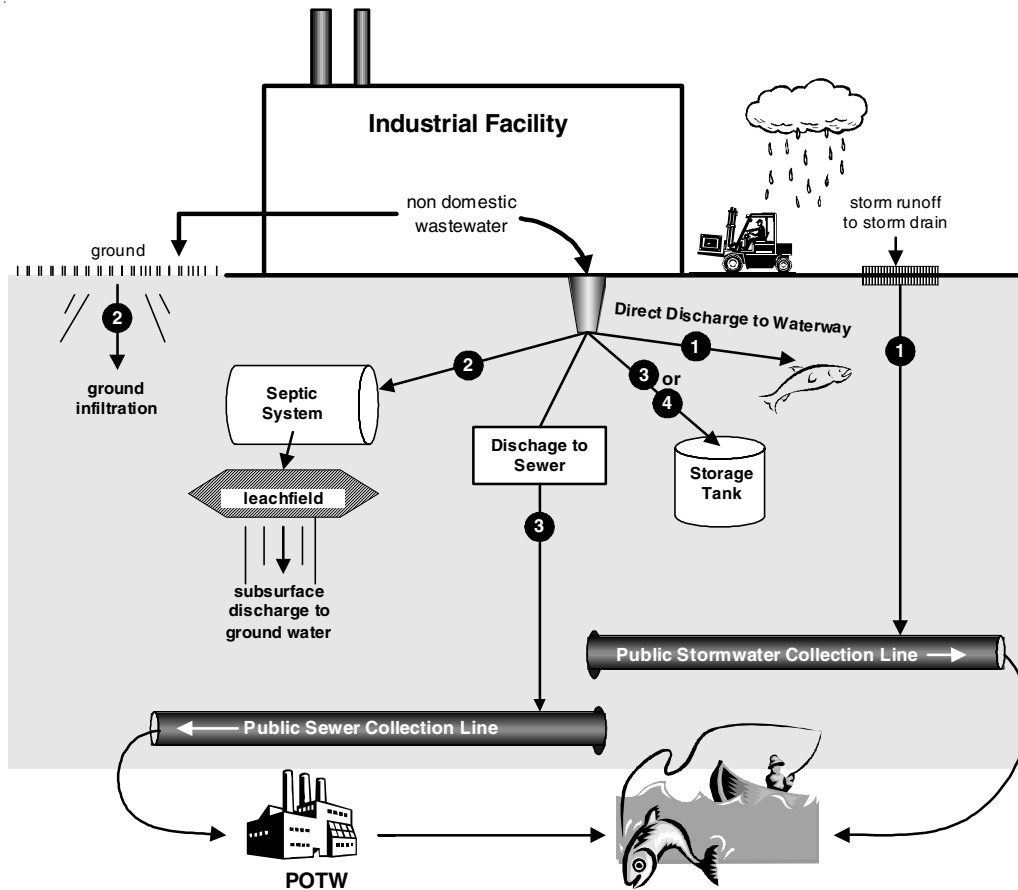 Industrial Facility
non domestic
wastewater
storm runoff
to storm drain
ground
Direct Discharge to Waterway
2
ground
infiltration
2
1
1
3 or
4
Septic
System
Dischage to
Sewer
Storage
Tank
leachfield
3
subsurface
discharge to
ground water
Public Stormwater Collection Line
Public Sewer Collection Line
POTW